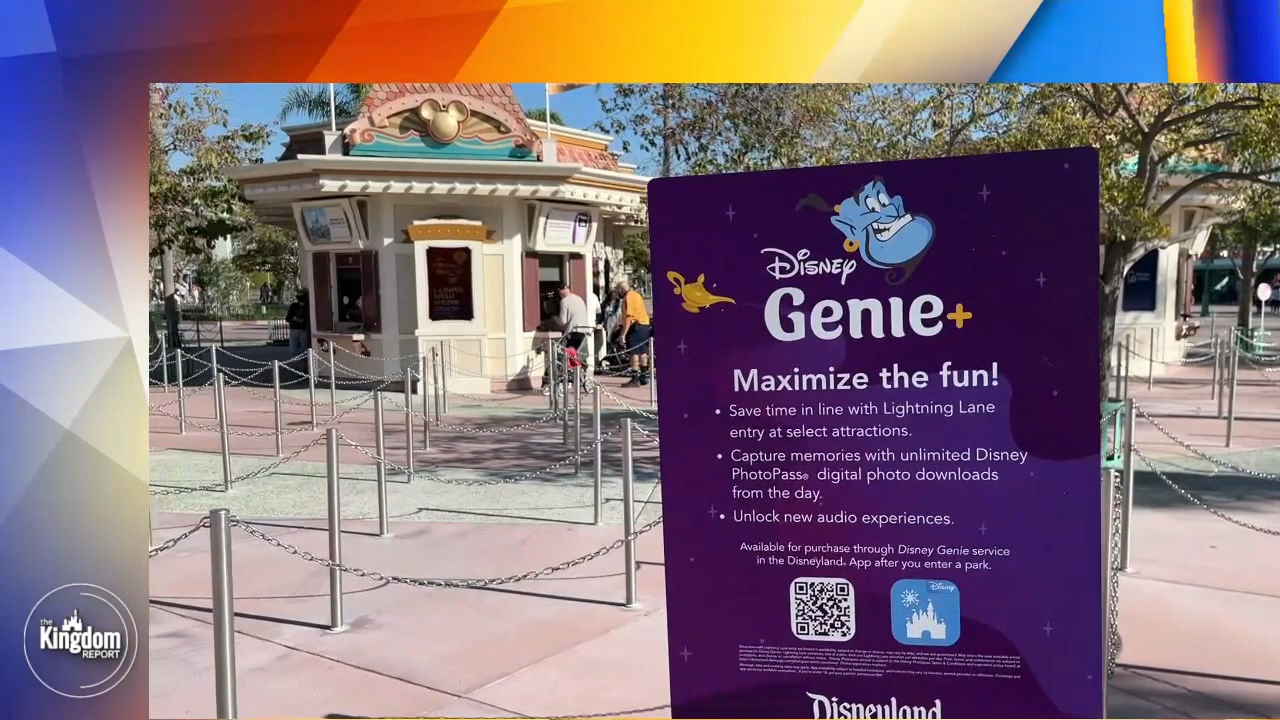 Disney
Genie+
Maximize the fun!
• Save time in line with Lightning Lane
entry at select attractions.
• Capture memories with unlimited Disney
PhotoPass® digital photo downloads
from the day.
• Unlock new audio experiences.
Available for purchase through Disney Genie service
in the Disneyland® App after you enter a park.
Disney
Disneyland
the
Kingdom
REPORT